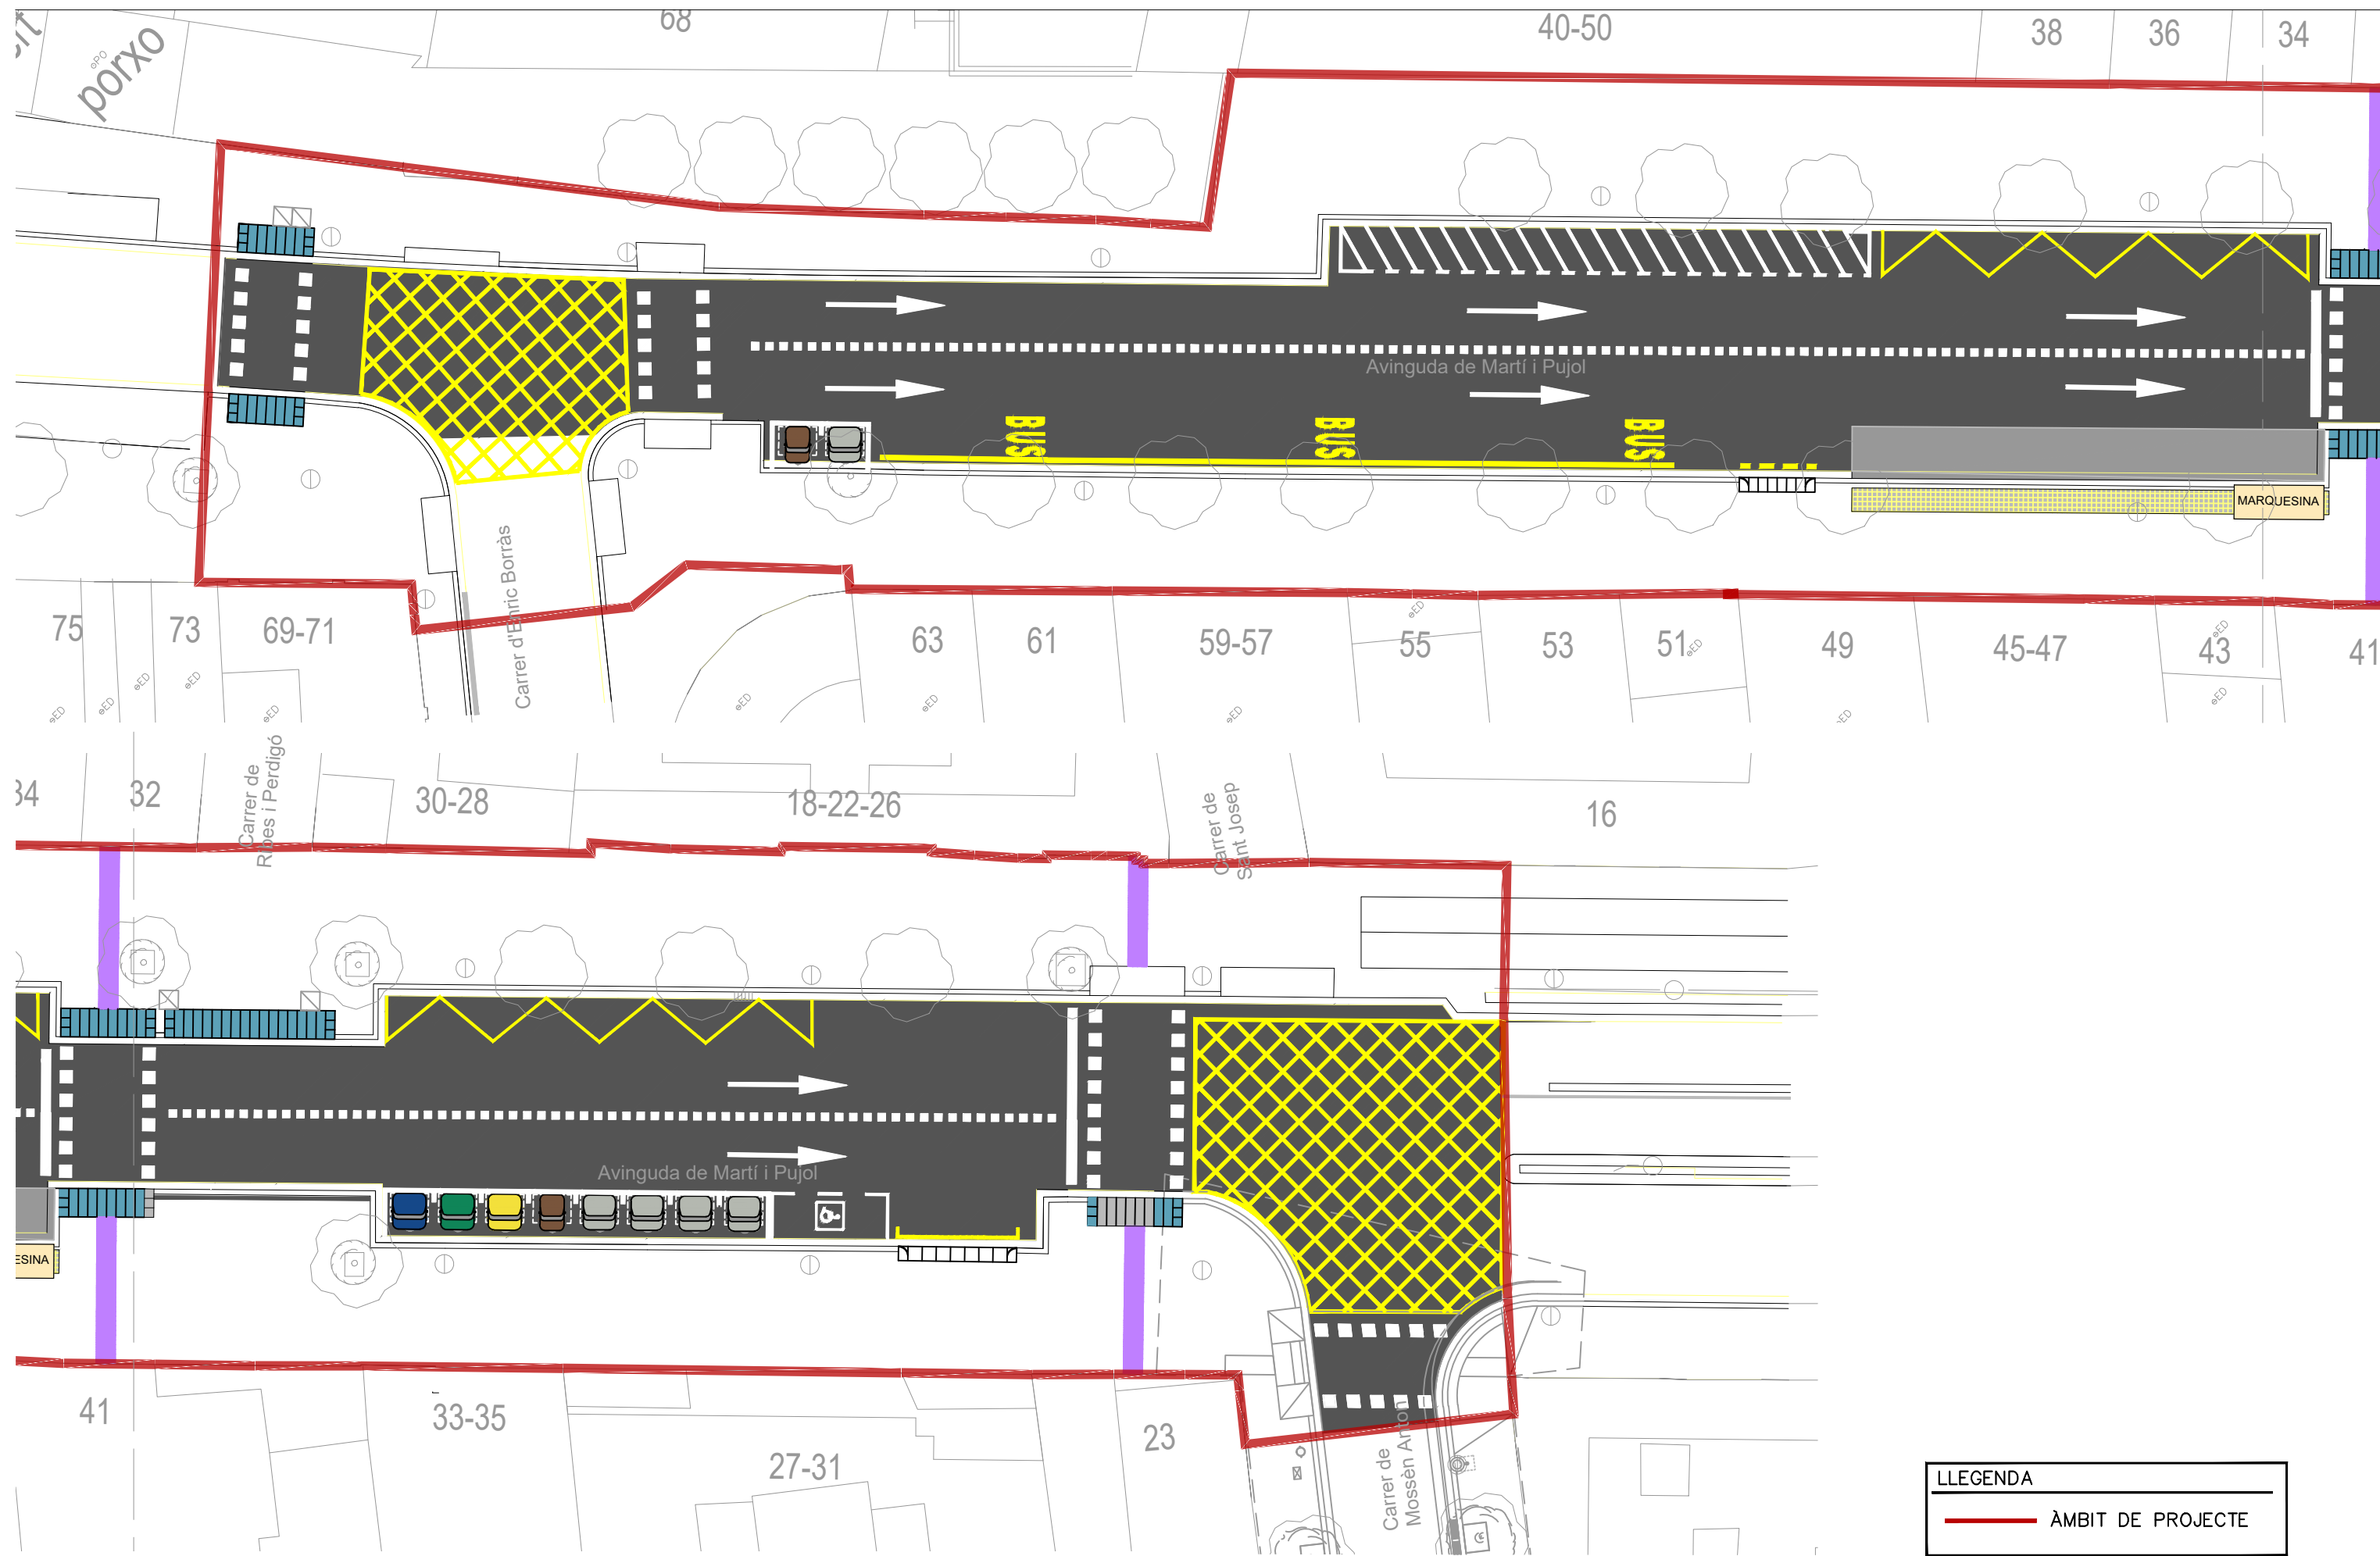 porxo
68
40-50
38
36
34
Avinguda de Martí i Pujol
BUS
BUS
BUS
MARQUESINA
Carrer d'Enric Borràs
75
73
69-71
63
61
59-57
55
53
51
49
45-47
43
41
34
32
Carrer de
Ribes i Perdigó
30-28
18-22-26
Carrer de
Sant Josep
16
Avinguda de Martí i Pujol
ESINA
41
33-35
27-31
23
Carrer de
Mossèn Anton
LLEGENDA
ÀMBIT DE PROJECTE